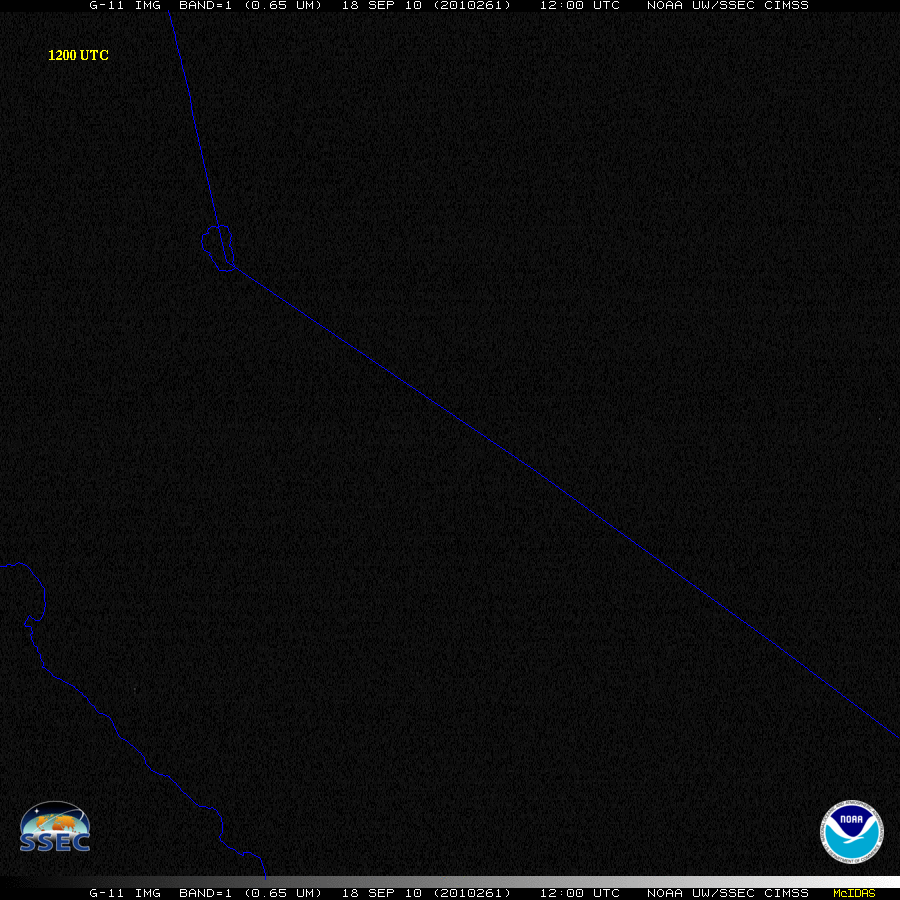 G-11 IMG BAND=1 (0.65 UM) 18 SEP 10 (2010261) 12:00 UTC NOAA UW/SSEC CIMSS
1200 UTC
SSEC
NOAA
G-11 IMG BAND=1 (0.65 UM) 18 SEP 10 (2010261) 12:00 UTC NOAA UW/SSEC CIMSS McIDAS